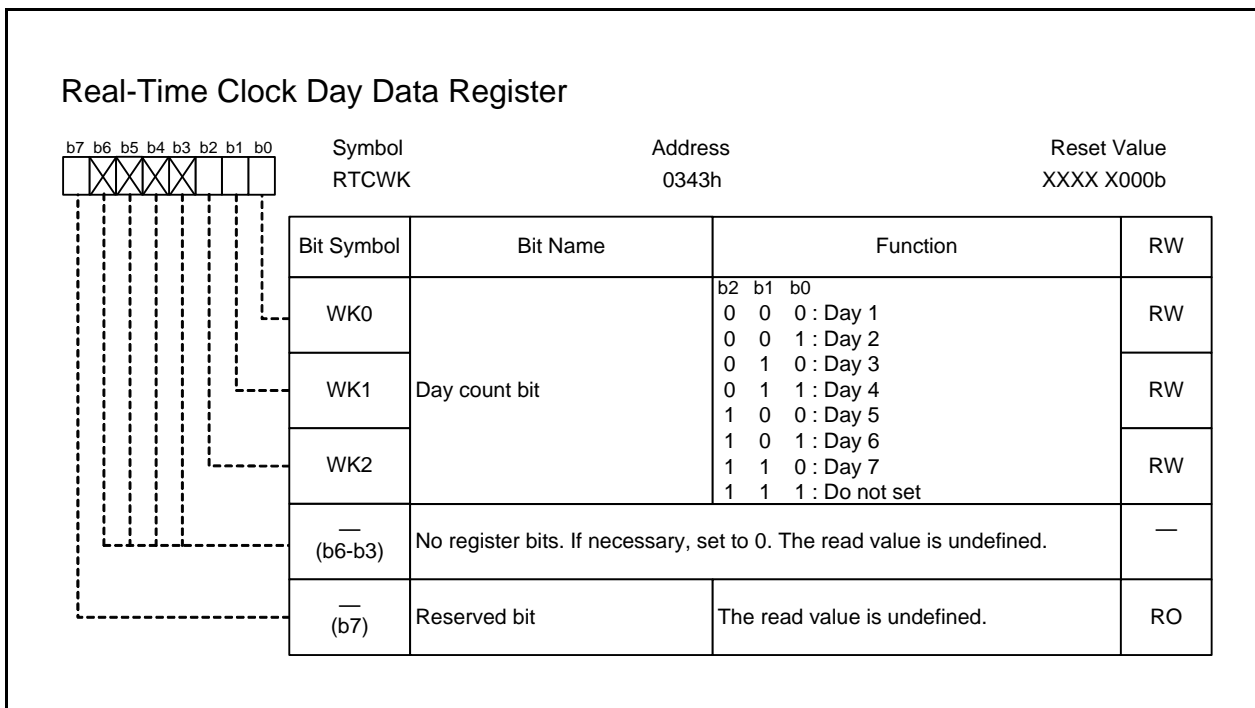 Real-Time Clock Day Data Register
b7 b6 b5 b4 b3 b2 b1 b0
Symbol Address Reset Value
RTCWK 0343h XXXX X000b
Bit Symbol Bit Name Function RW
b2 b1 b0
WK0 0 0 0 : Day 1 RW
0 0 1 : Day 2
0 1 0 : Day 3
WK1 Day count bit 0 1 1 : Day 4 RW
1 0 0 : Day 5
1 0 1 : Day 6
WK2 1 1 0 : Day 7 RW
1 1 1 : Do not set
— (b6-b3) No register bits. If necessary, set to 0. The read value is undefined. —
— (b7) Reserved bit The read value is undefined. RO